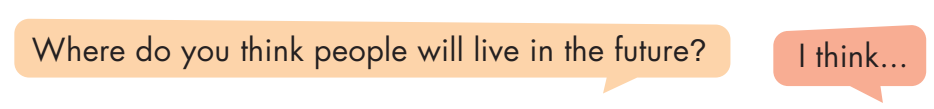 Where do you think people will live in the future?
I think...